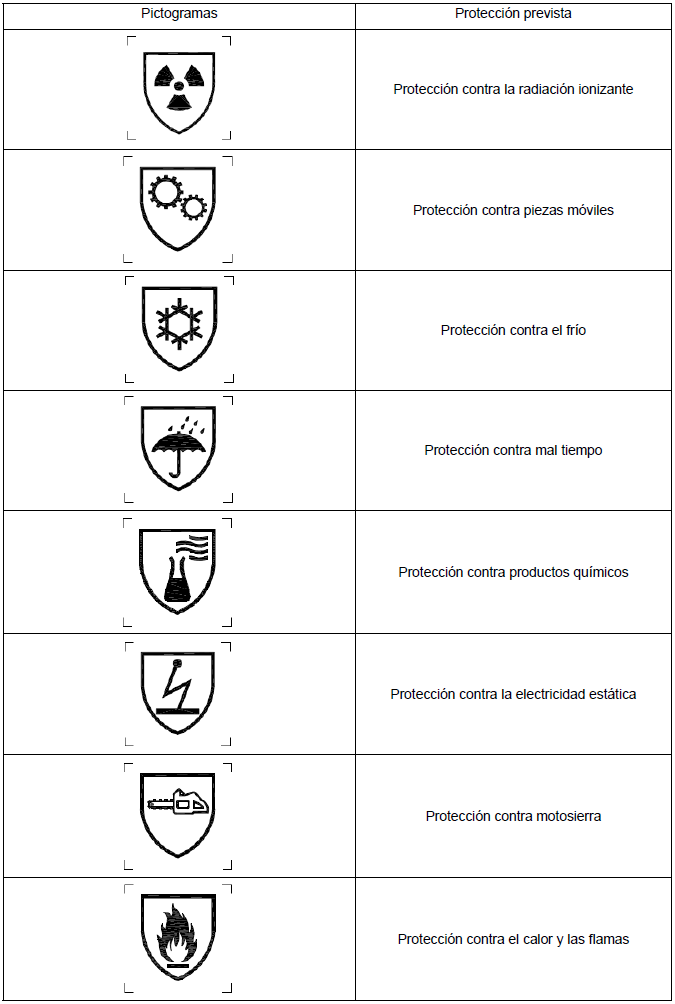 Pictogramas Protección prevista
Protección contra la radiación ionizante
Protección contra piezas móviles
Protección contra el frío
Protección contra mal tiempo
Protección contra productos químicos
Protección contra la electricidad estática
Protección contra motosierra
Protección contra el calor y las flamas